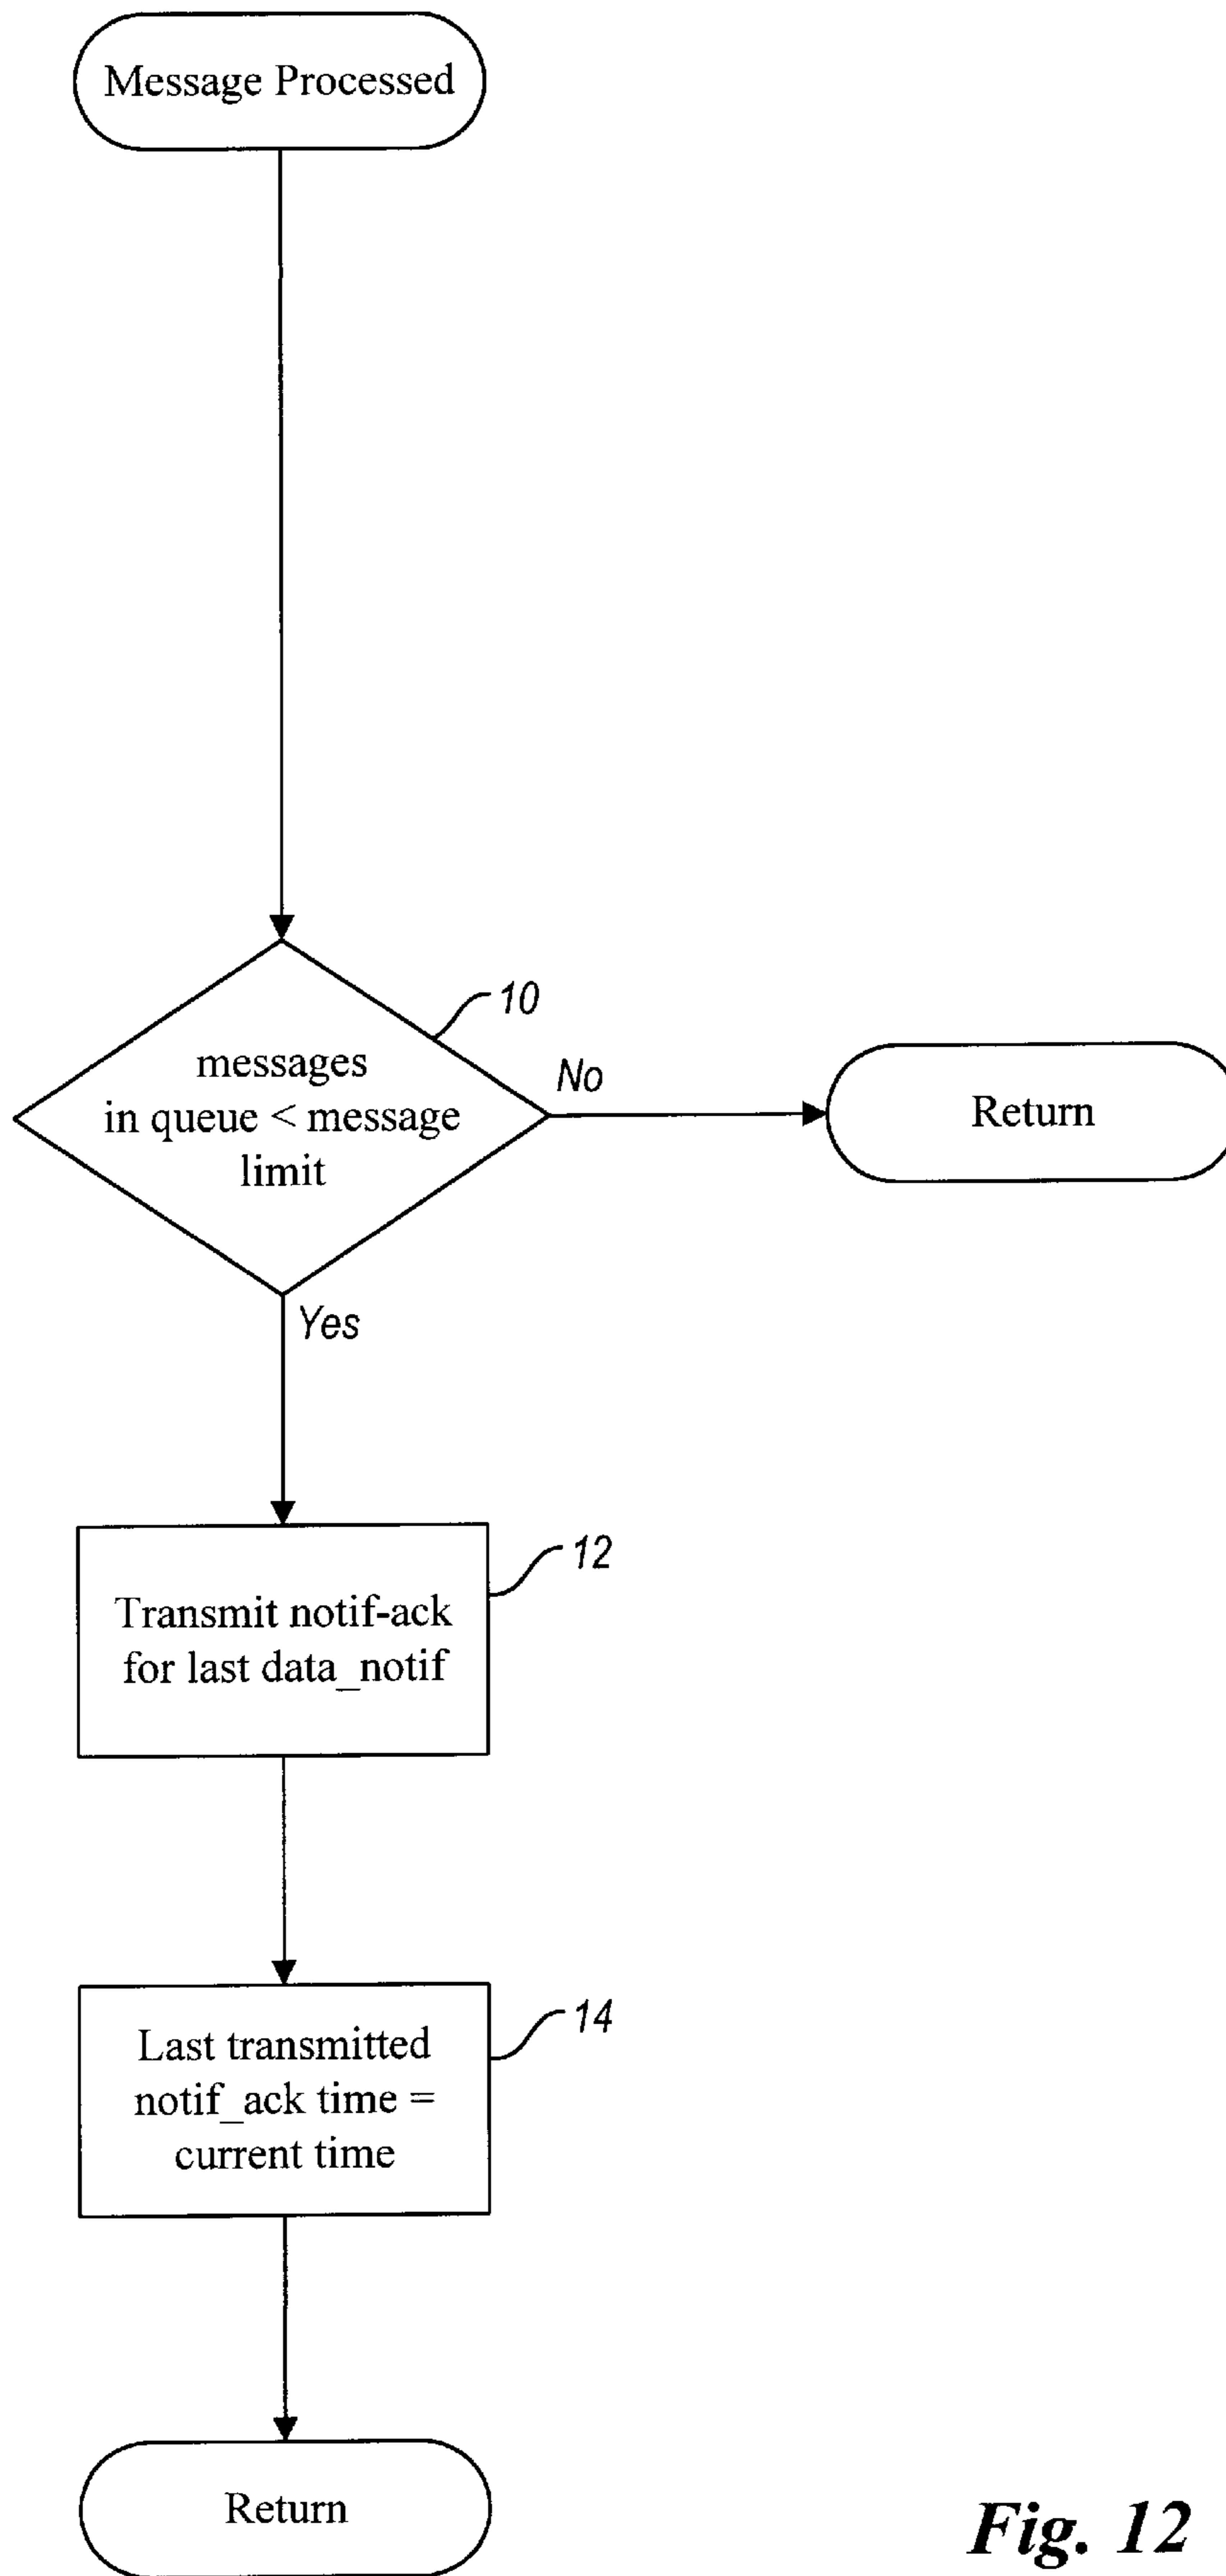 Message Processed
10
messages
in queue < message
limit
No
Return
Yes
12
Transmit notif-ack
for last data_notif
14
Last transmitted
notif_ack time =
current time
Return
Fig. 12